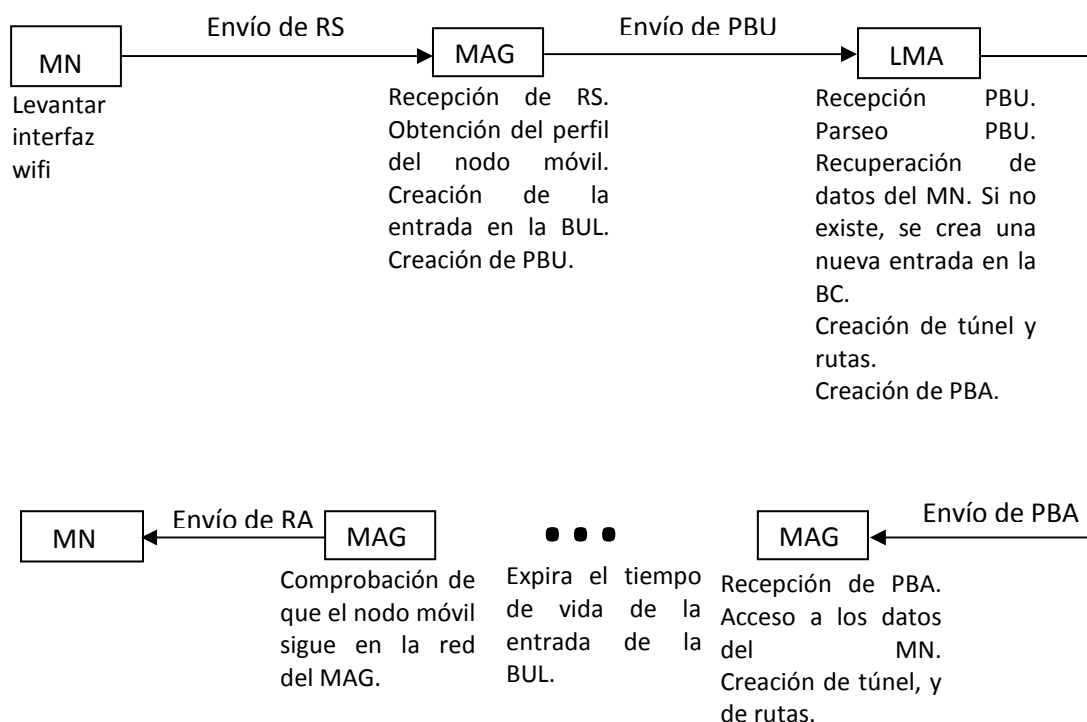 Envío de RS
Envío de PBU
MN
MAG
LMA
Levantar
interfaz
wifi
Recepción de RS.
Obtención del perfil
del nodo móvil.
Creación de la
entrada en la BUL.
Creación de PBU.
Recepción PBU.
Parseo PBU.
Recuperación de
datos del MN. Si no
existe, se crea una
nueva entrada en la
BC.
Creación de túnel y
rutas.
Creación de PBA.
MN
Envío de RA
MAG
...
MAG
Envío de PBA
Comprobación de
que el nodo móvil
sigue en la red
del MAG.
Expira el tiempo
de vida de la
entrada de la
BUL.
Recepción de PBA.
Acceso a los datos
del MN.
Creación de túnel, y
de rutas.